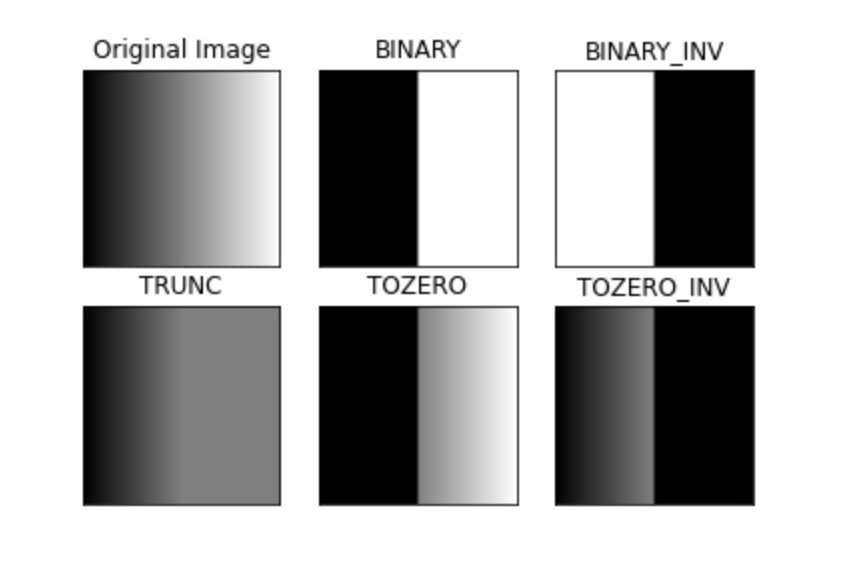 Original Image
BINARY
BINARY_INV
TRUNC
TOZERO
TOZERO_INV